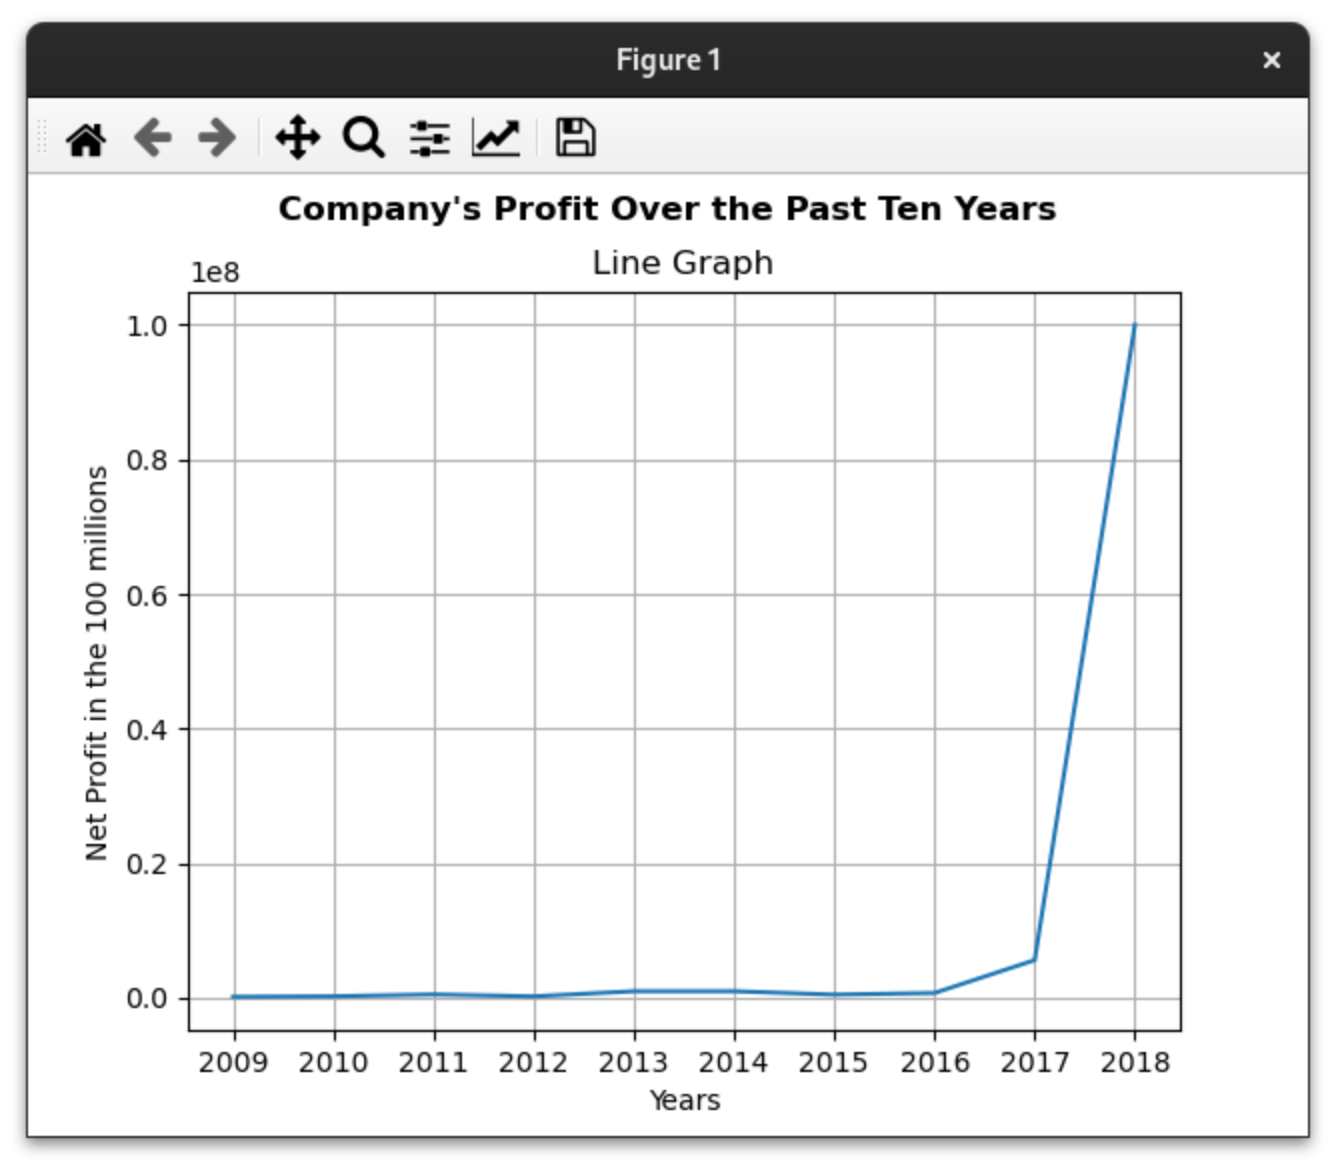 Figure 1
Company's Profit Over the Past Ten Years
Line Graph
1e8
1.0
0.8
0.6
0.4
0.2
0.0
Net Profit in the 100 millions
2009 2010 2011 2012 2013 2014 2015 2016 2017 2018
Years